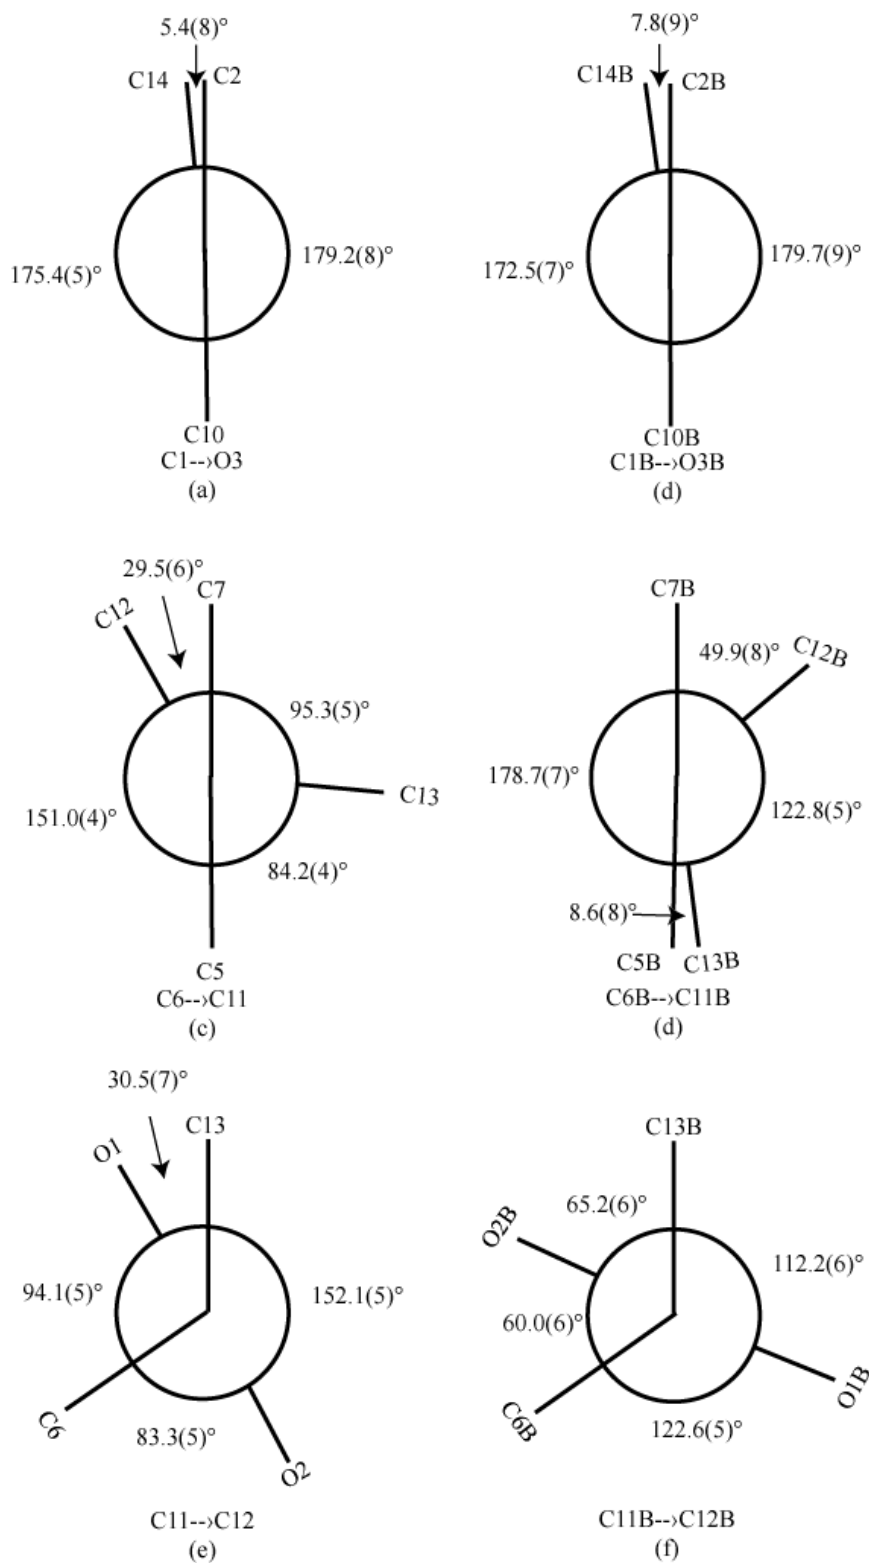 5.4(8)°
C14
C2
175.4(5)°
179.2(8)°
C10
C1--›O3
(a)
7.8(9)°
C14B
C2B
172.5(7)°
179.7(9)°
C10B
C1B--›O3B
(d)
29.5(6)°
C12
C7
95.3(5)°
C13
151.0(4)°
84.2(4)°
C5
C6--›C11
(c)
C7B
49.9(8)°
C12B
178.7(7)°
122.8(5)°
8.6(8)°
C5B
C13B
C6B--›C11B
(d)
30.5(7)°
O1
C13
94.1(5)°
152.1(5)°
C6
83.3(5)°
O2
C11--›C12
(e)
C13B
65.2(6)°
O2B
112.2(6)°
60.0(6)°
O1B
C6B
122.6(5)°
C11B--›C12B
(f)